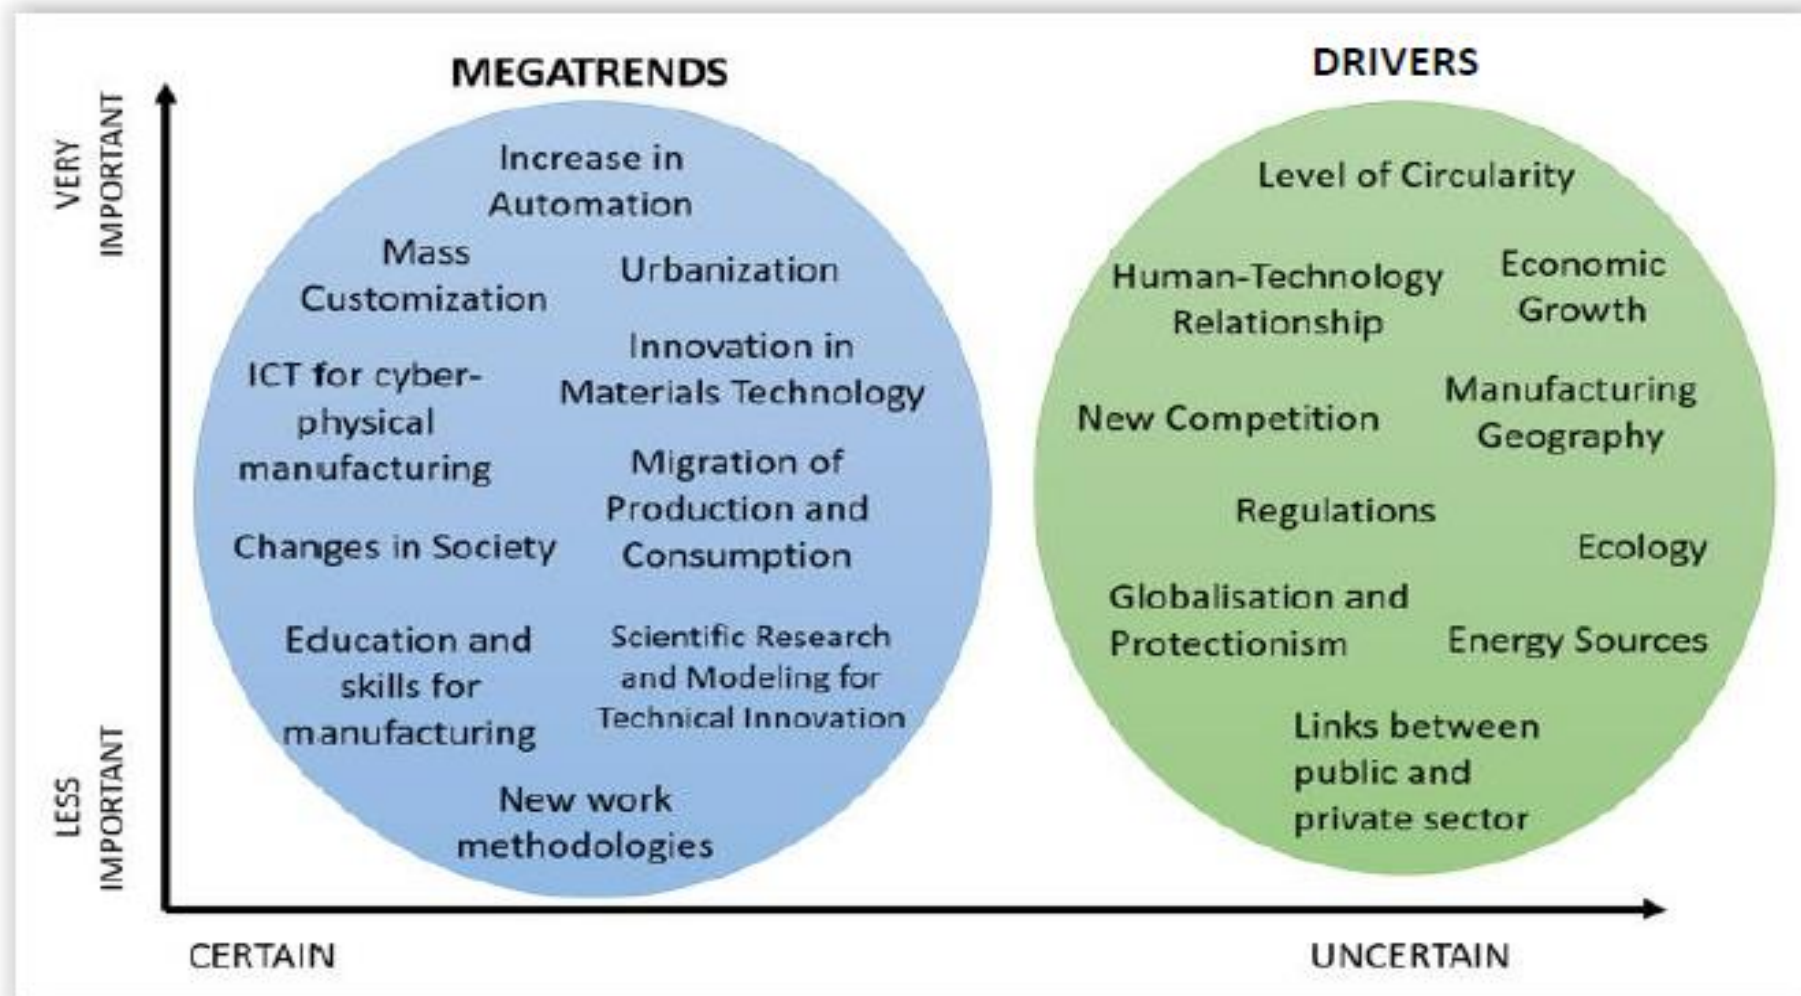 MEGATRENDS
DRIVERS
VERY
IMPORTANT
LESS
IMPORTANT
Increase in
Automation
Mass
Customization
Urbanization
ICT for cyber-
physical
manufacturing
Innovation in
Materials Technology
Changes in Society
Migration of
Production and
Consumption
Education and
skills for
manufacturing
Scientific Research
and Modeling for
Technical Innovation
New work
methodologies
Level of Circularity
Human-Technology
Relationship
Economic
Growth
New Competition
Manufacturing
Geography
Regulations
Ecology
Globalisation and
Protectionism
Energy Sources
Links between
public and
private sector
CERTAIN
UNCERTAIN